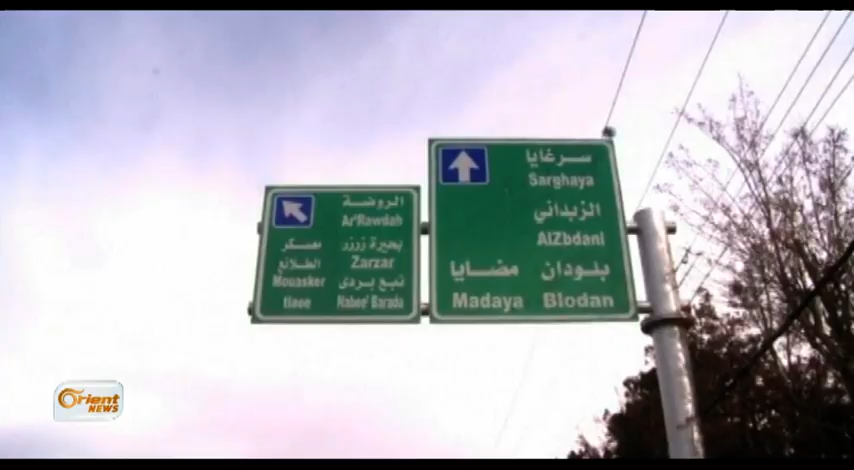 الروضة
Ar'Rawdah
معسكر بحيرة زرزر
الطلائع Zarzar
Mouasker نبع بردى
tlaee Nabee' Barada
سرغايا
Sarghaya
الزبداني
AlZbdani
مضايا بلودان
Madaya Blodan
Orient
NEWS